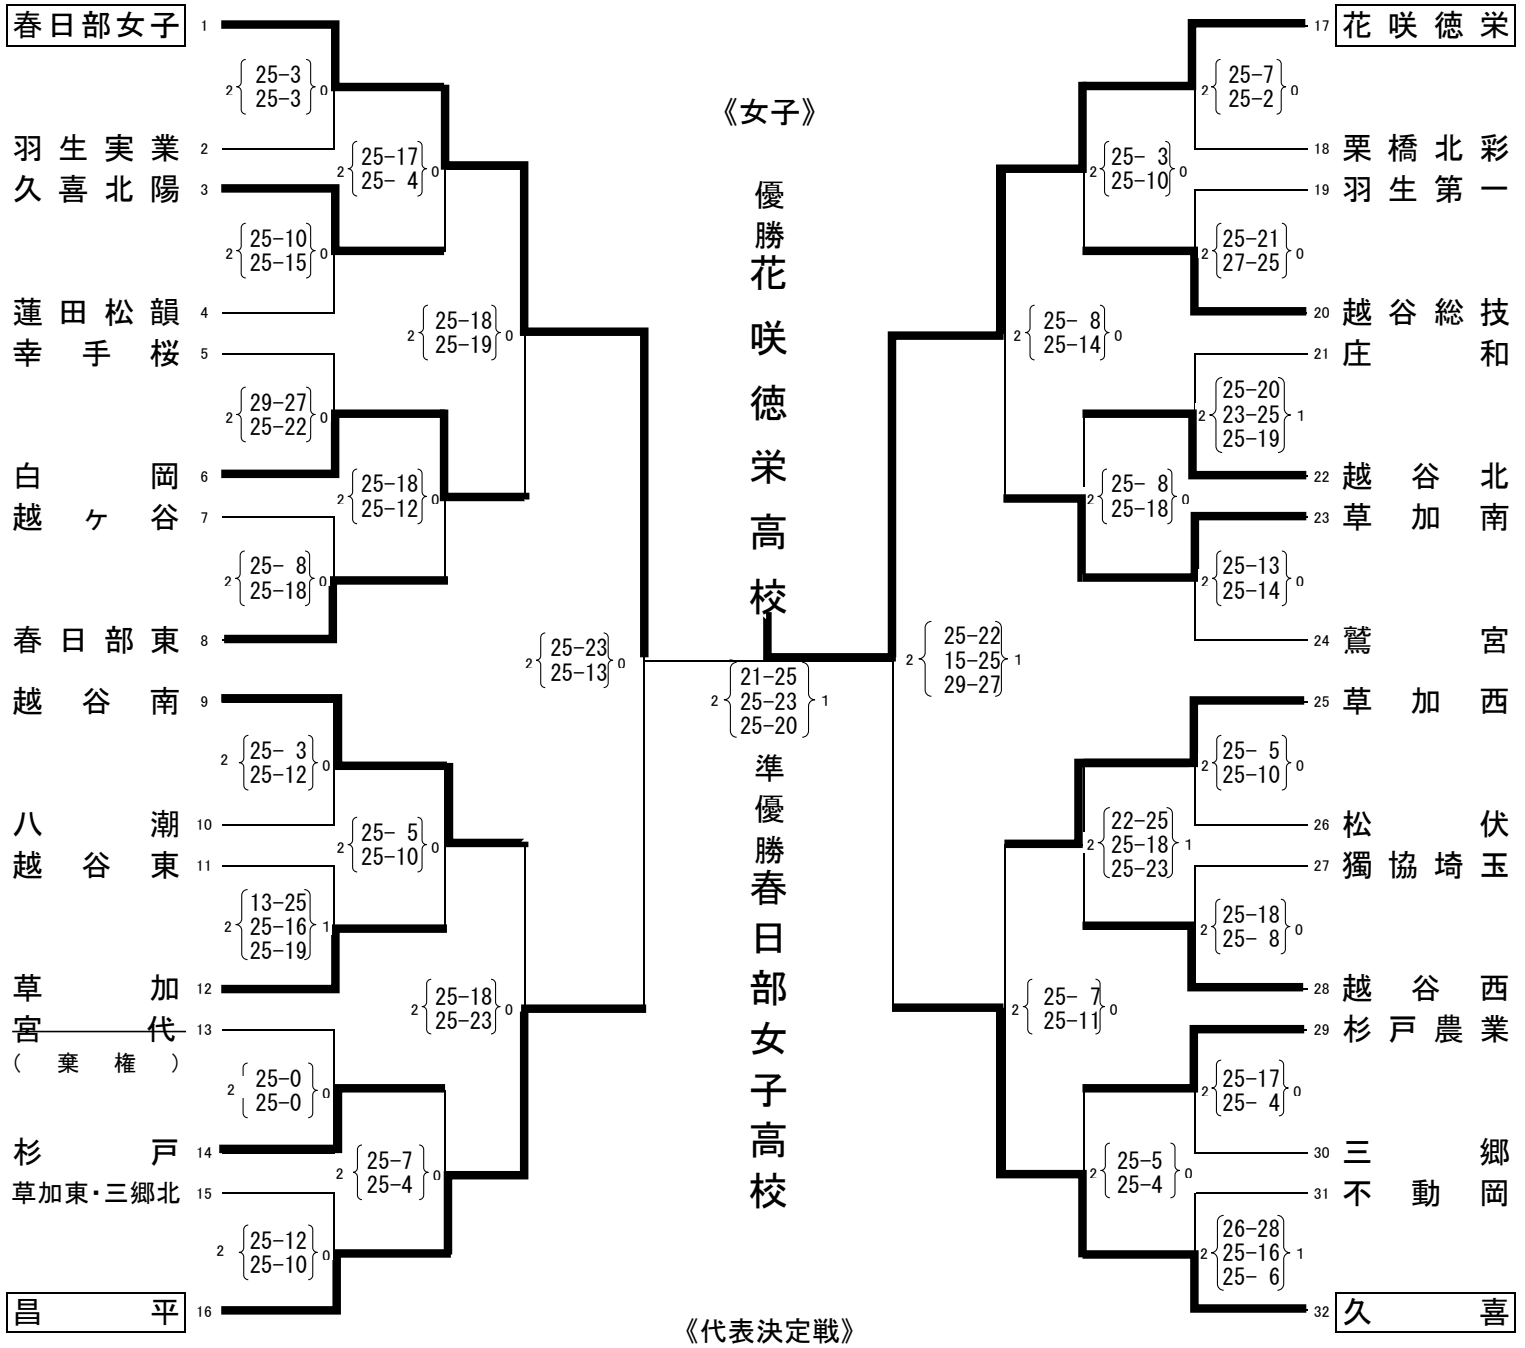 《女子》
春日部女子 1
2 25-3 0
25-3
羽生実業 2
2 25-17 0
25- 4
久喜北陽 3
2 25-10 0
25-15
蓮田松韻 4
2 25-18 0
25-19
幸手桜 5
2 29-27 0
25-22
白岡 6
2 25-18 0
25-12
越ヶ谷 7
2 25- 8 0
25-18
春日部東 8
2 25-23 0
25-13
越谷南 9
2 25- 3 0
25-12
八潮 10
2 25- 5 0
25-10
越谷東 11
2 13-25 1
25-16
25-19
草加 12
2 25-18 0
25-23
宮代 13
(棄権)
2 25-0 0
25-0
杉戸 14
2 25-7 0
25-4
草加東・三郷北 15
2 25-12 0
25-10
昌平 16
優勝
花咲徳栄高校
2 21-25 1
25-23
25-20
準優勝
春日部女子高校
17 花咲徳栄
2 25-7 0
25-2
18 栗橋北彩
2 25- 3 0
25-10
19 羽生第一
2 25-21 0
27-25
20 越谷総技
2 25- 8 0
25-14
21 庄和
2 25-20 1
23-25
25-19
22 越谷北
2 25- 8 0
25-18
23 草加南
2 25-13 0
25-14
24 鷲宮
2 25-22 1
15-25
29-27
25 草加西
2 25- 5 0
25-10
26 松伏
2 22-25 1
25-18
25-23
27 獨協埼玉
2 25-18 0
25- 8
28 越谷西
2 25- 7 0
25-11
29 杉戸農業
2 25-17 0
25- 4
30 三郷
2 25-5 0
25-4
31 不動岡
2 26-28 1
25-16
25- 6
32 久喜
《代表決定戦》